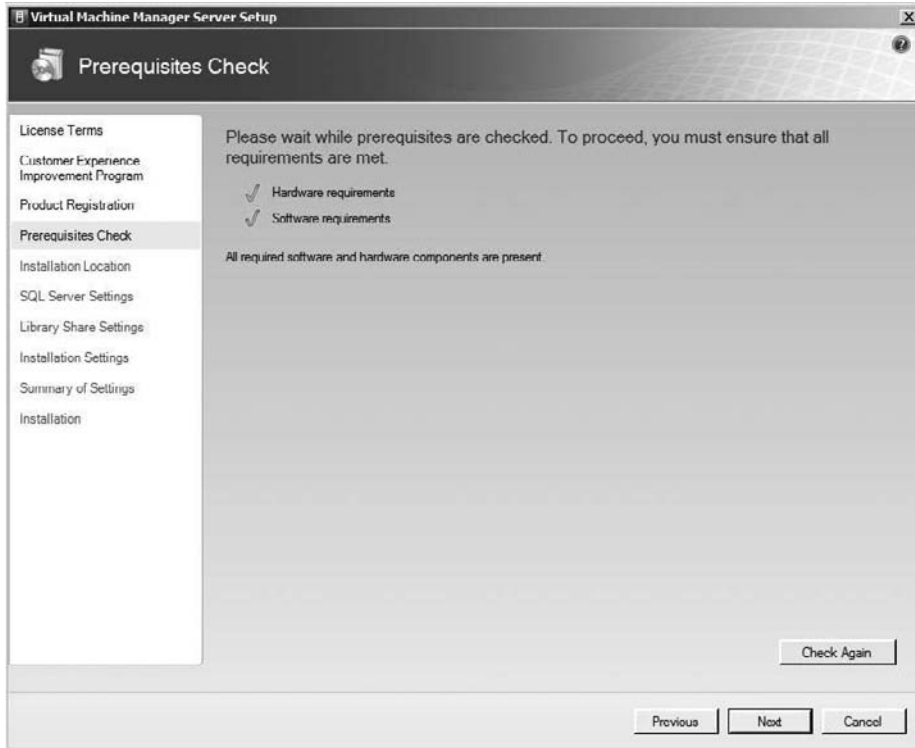 Virtual Machine Manager Server Setup
Prerequisites Check
License Terms
Customer Experience
Improvement Program
Product Registration
Prerequisites Check
Installation Location
SQL Server Settings
Library Share Settings
Installation Settings
Summary of Settings
Installation
Please wait while prerequisites are checked. To proceed, you must ensure that all
requirements are met.
Hardware requirements
Software requirements
All required software and hardware components are present.
Check Again
Previous
Next
Cancel